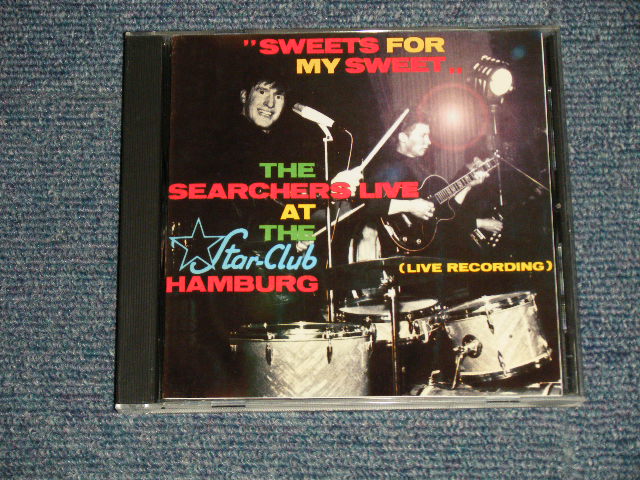 "SWEETS FOR
MY SWEET„
THE
SEARCHERS LIVE
AT
THE
Star-Club
HAMBURG
(LIVE RECORDING)